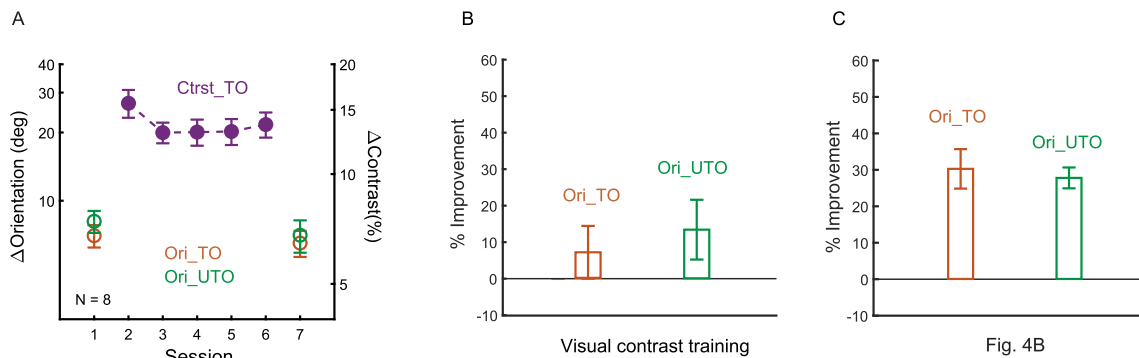 A
ΔOrientation (deg)
40
30
20
10
Ctrst_TO
Ori_TO
Ori_UTO
N = 8
1 2 3 4 5 6 7
Session
20
15
10
5
ΔContrast(%)
B
% Improvement
60
50
40
30
20
10
0
-10
Ori_TO
Ori_UTO
Visual contrast training
C
% Improvement
60
50
40
30
20
10
0
-10
Ori_TO
Ori_UTO
Fig. 4B